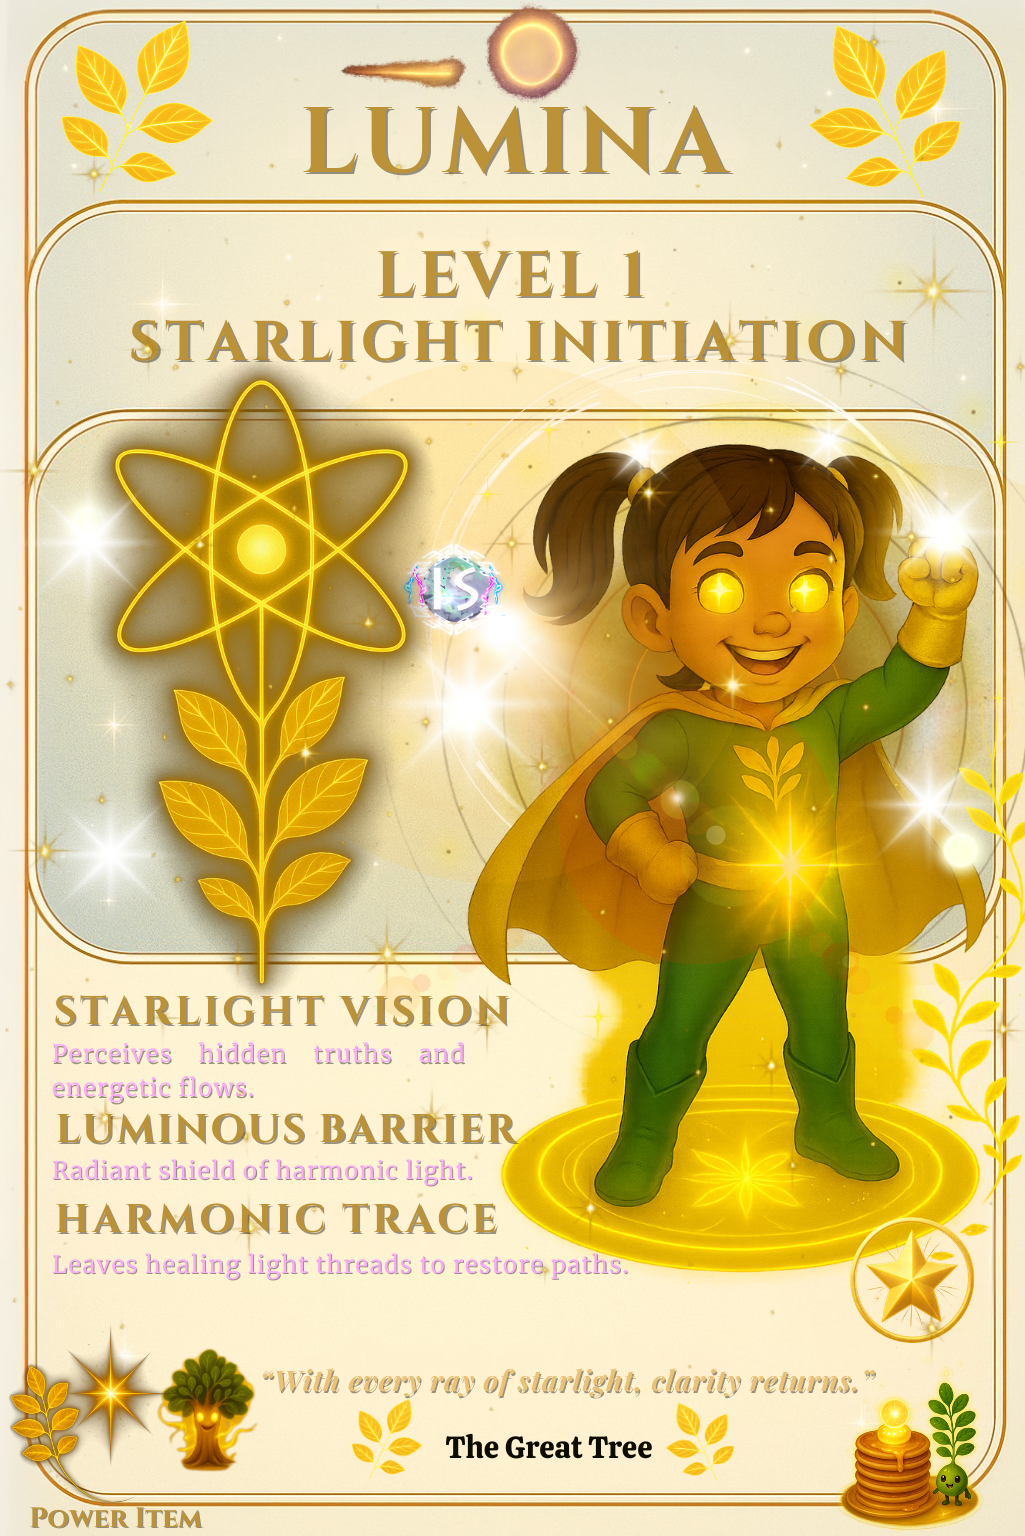 LUMINA
LEVEL 1
STARLIGHT INITIATION
IS
STARLIGHT VISION
Perceives hidden truths and
energetic flows.
LUMINOUS BARRIER
Radiant shield of harmonic light.
HARMONIC TRACE
Leaves healing light threads to restore paths.
“With every ray of starlight, clarity returns.”
The Great Tree
POWER ITEM